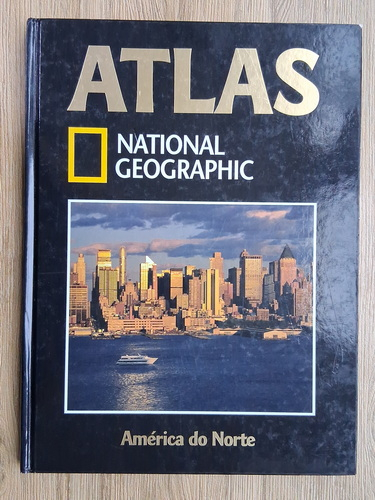 ATLAS
NATIONAL
GEOGRAPHIC
América do Norte